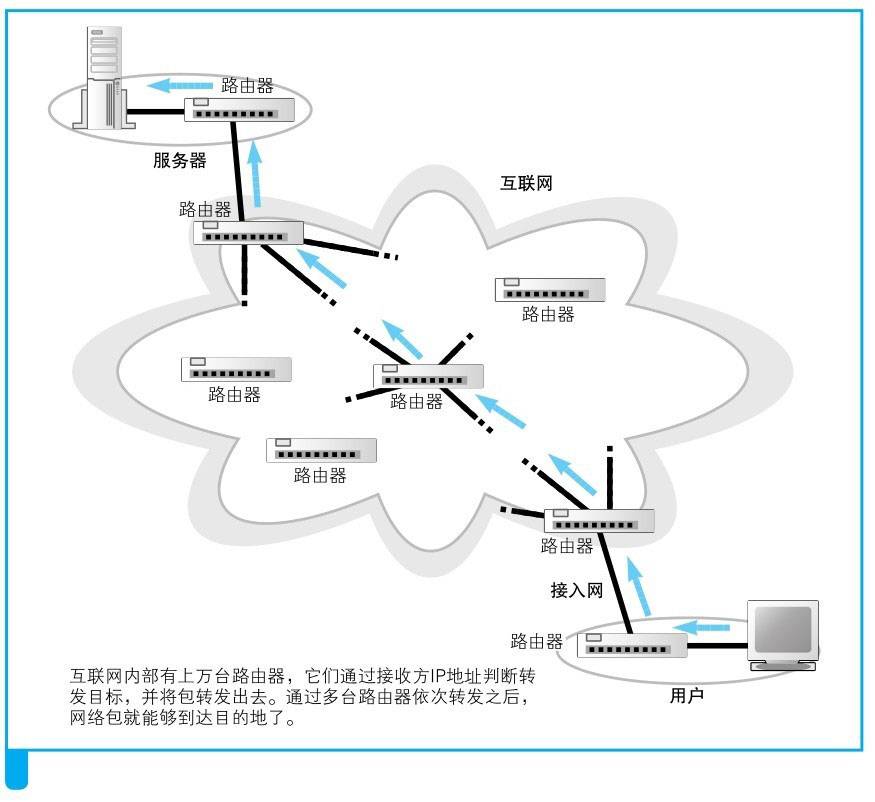 路由器
服务器
互联网
路由器
路由器
路由器
路由器
路由器
路由器
接入网
路由器
用户
互联网内部有上万台路由器，它们通过接收方IP地址判断转
发目标，并将包转发出去。通过多台路由器依次转发之后，
网络包就能够到达目的地了。